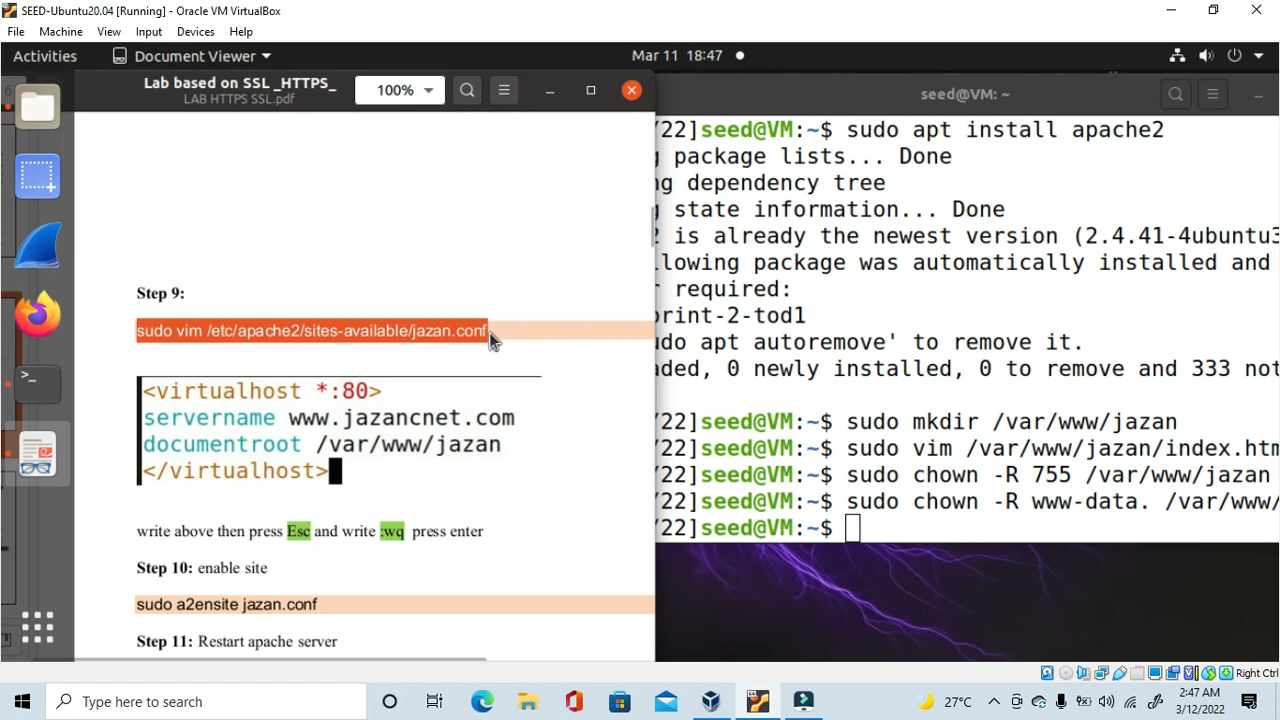 SEED-Ubuntu20.04 [Running] - Oracle VM VirtualBox
File Machine View Input Devices Help
Activities Document Viewer Mar 11 18:47
Lab based on SSL _HTTPS_
LAB HTTPS SSL.pdf
100%
Step 9:
sudo vim /etc/apache2/sites-available/jazan.conf
<virtualhost *:80>
servername www.jazancnet.com
documentroot /var/www/jazan
</virtualhost>
write above then press Esc and write :wq press enter
Step 10: enable site
sudo a2ensite jazan.conf
Step 11: Restart apache server
seed@VM: ~
/22]seed@VM:~$ sudo apt install apache2
g package lists... Done
ng dependency tree
g state information... Done
2 is already the newest version (2.4.41-4ubuntu3
llowing package was automatically installed and
r required:
print-2-tod1
udo apt autoremove' to remove it.
aded, 0 newly installed, 0 to remove and 333 not
/22]seed@VM:~$ sudo mkdir /var/www/jazan
/22]seed@VM:~$ sudo vim /var/www/jazan/index.htm
/22]seed@VM:~$ sudo chown -R 755 /var/www/jazan
/22]seed@VM:~$ sudo chown -R www-data. /var/www/
/22]seed@VM:~$
Right Ctrl
Type here to search
27°C
2:47 AM
3/12/2022